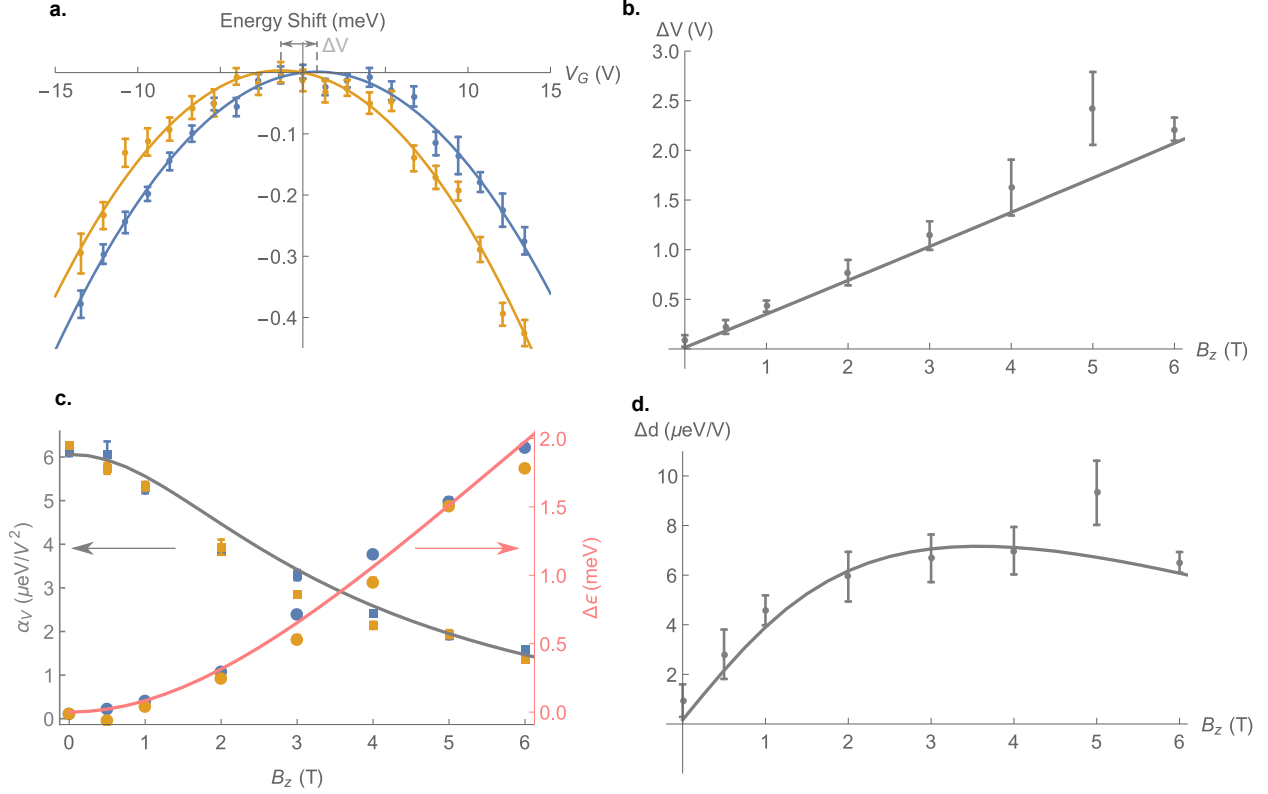 a.
Energy Shift (meV)
ΔV
V_G (V)
−15 −10 10 15
−0.1
−0.2
−0.3
−0.4
b.
ΔV (V)
3.0
2.5
2.0
1.5
1.0
0.5
1 2 3 4 5 6
B_z (T)
c.
α_V (μeV/V^2)
6
5
4
3
2
1
0
0 1 2 3 4 5 6
B_z (T)
2.0
1.5
1.0
0.5
0.0
Δϵ (meV)
d.
Δd (μeV/V)
10
8
6
4
2
1 2 3 4 5 6
B_z (T)